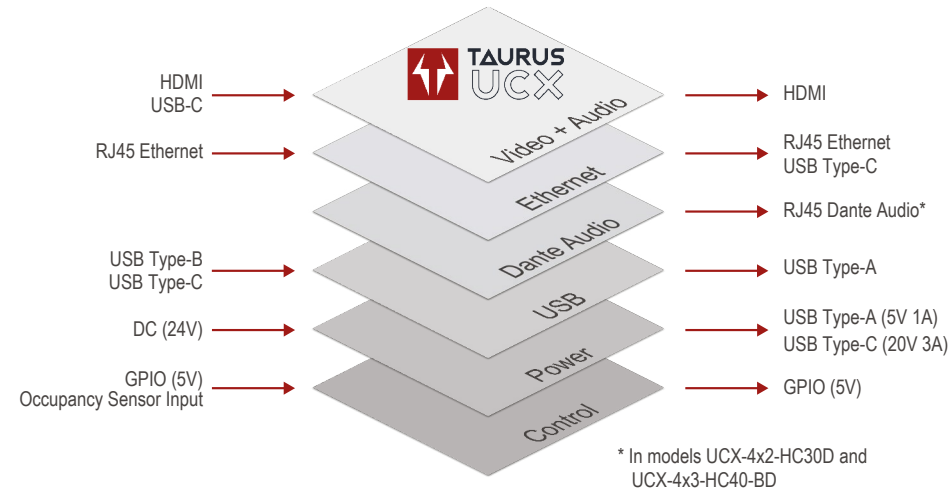 TAURUS
UCX
HDMI
USB-C
HDMI
Video + Audio
RJ45 Ethernet
RJ45 Ethernet
USB Type-C
Ethernet
RJ45 Dante Audio*
Dante Audio
USB Type-B
USB Type-C
USB Type-A
USB
DC (24V)
USB Type-A (5V 1A)
USB Type-C (20V 3A)
Power
GPIO (5V)
Occupancy Sensor Input
GPIO (5V)
Control
* In models UCX-4x2-HC30D and
UCX-4x3-HC40-BD